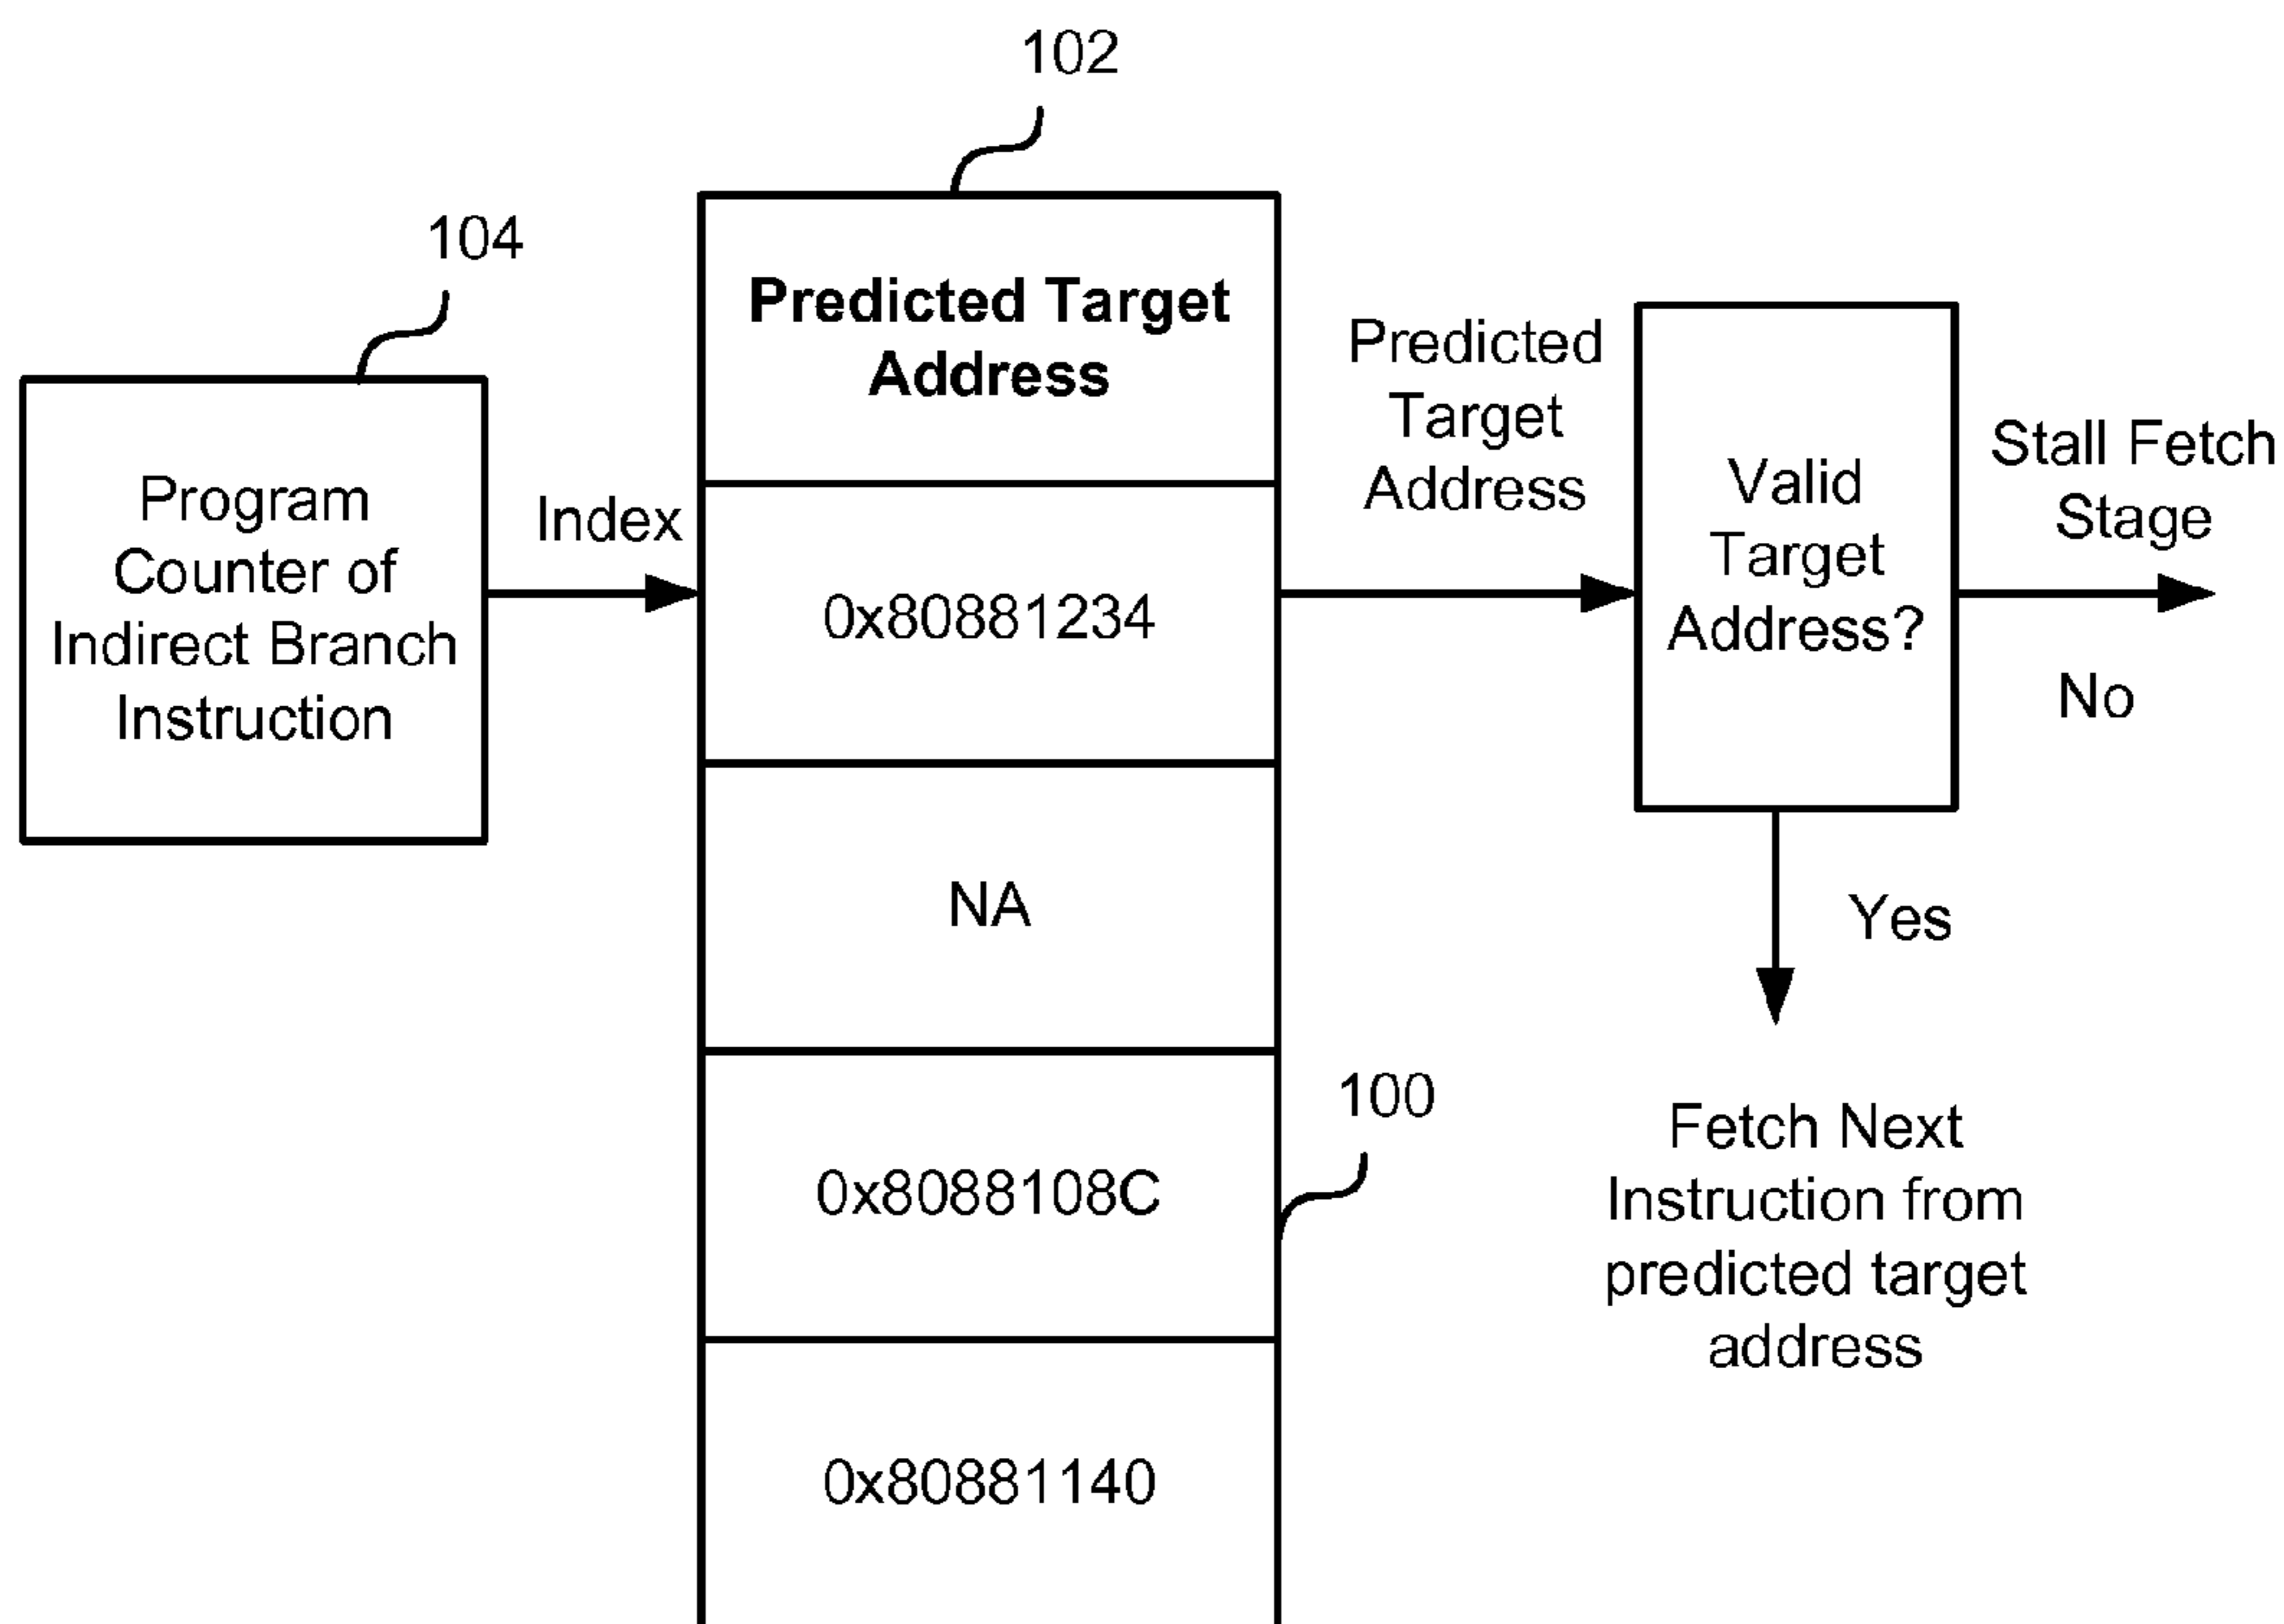 102
104
Predicted Target
Address
Program
Counter of
Indirect Branch
Instruction
Index
0x80881234
NA
0x8088108C
0x80881140
100
Predicted
Target
Address
Valid
Target
Address?
Stall Fetch
Stage
No
Yes
Fetch Next
Instruction from
predicted target
address